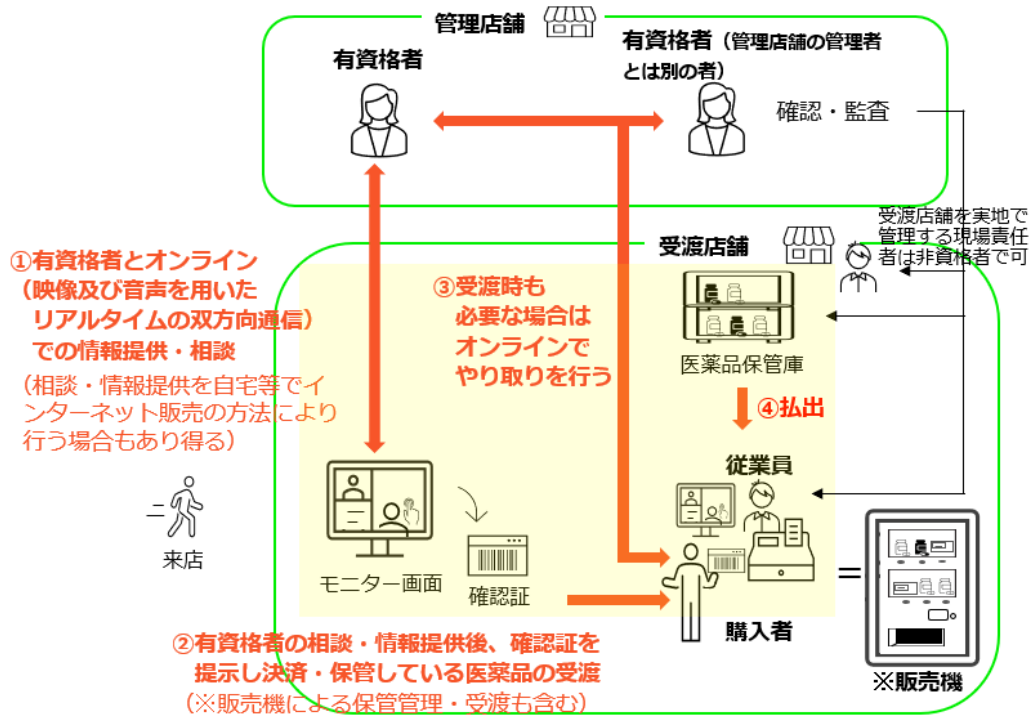 管理店舗
有資格者
有資格者（管理店舗の管理者
とは別の者）
確認・監査
受渡店舗を実地で
管理する現場責任
者は非資格者で可
受渡店舗
①有資格者とオンライン
（映像及び音声を用いた
リアルタイムの双方向通信）
での情報提供・相談
（相談・情報提供を自宅等でイ
ンターネット販売の方法により
行う場合もあり得る）
③受渡時も
必要な場合は
オンラインで
やり取りを行う
医薬品保管庫
④払出
従業員
来店
モニター画面
確認証
購入者
＝
※販売機
②有資格者の相談・情報提供後、確認証を
提示し決済・保管している医薬品の受渡
（※販売機による保管管理・受渡も含む）